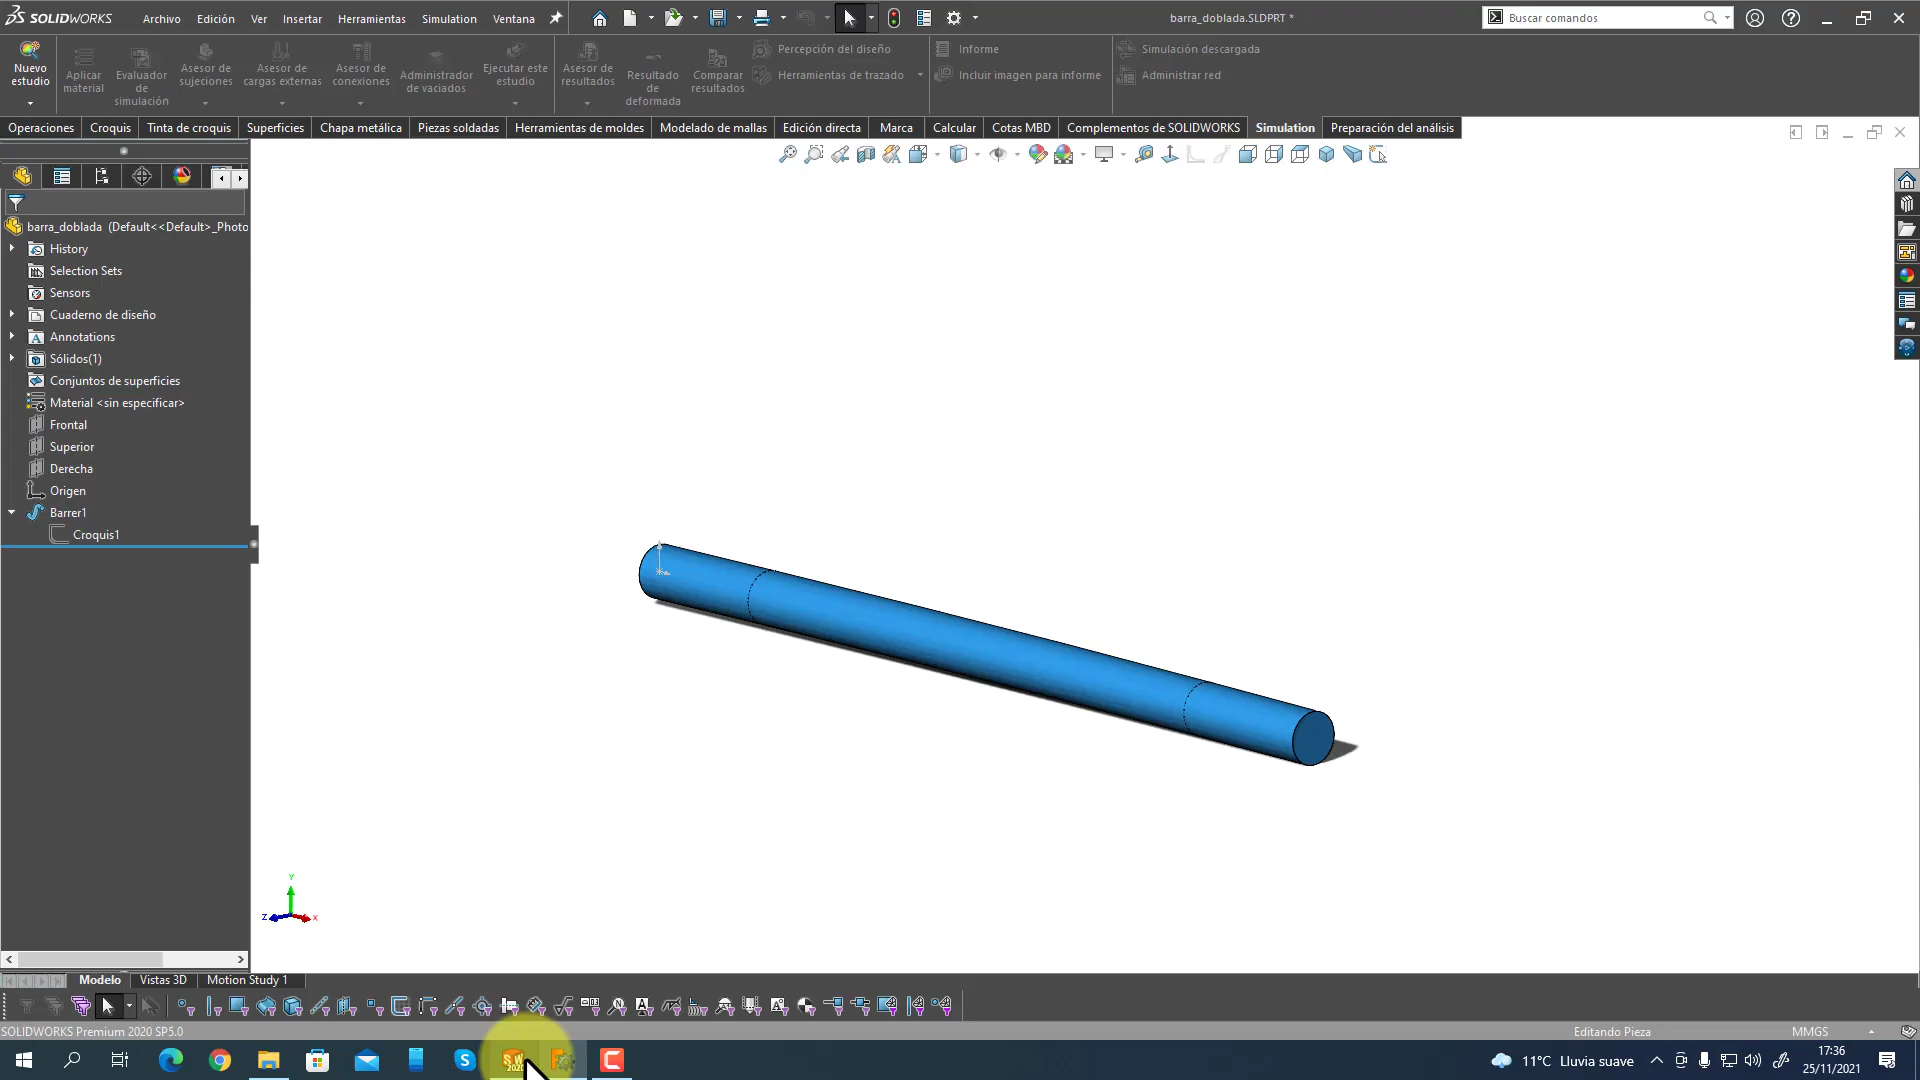 SOLIDWORKS
Archivo
Edición
Ver
Insertar
Herramientas
Simulation
Ventana
barra_doblada.SLDPRT *
Buscar comandos
Nuevo estudio
Aplicar material
Evaluador de simulación
Asesor de sujeciones
Asesor de cargas externas
Asesor de conexiones
Administrador de vaciados
Ejecutar este estudio
Asesor de resultados
Resultado de deformada
Comparar resultados
Percepción del diseño
Herramientas de trazado
Informe
Incluir imagen para informe
Simulación descargada
Administrar red
Operaciones
Croquis
Tinta de croquis
Superficies
Chapa metálica
Piezas soldadas
Herramientas de moldes
Modelado de mallas
Edición directa
Marca
Calcular
Cotas MBD
Complementos de SOLIDWORKS
Simulation
Preparación del análisis
barra_doblada (Default<<Default>_Photo
History
Selection Sets
Sensors
Cuaderno de diseño
Annotations
Sólidos(1)
Conjuntos de superficies
Material <sin especificar>
Frontal
Superior
Derecha
Origen
Barrer1
Croquis1
Y
Z
X
Modelo
Vistas 3D
Motion Study 1
SOLIDWORKS Premium 2020 SP5.0
Editando Pieza
MMGS
11°C Lluvia suave
17:36
25/11/2021